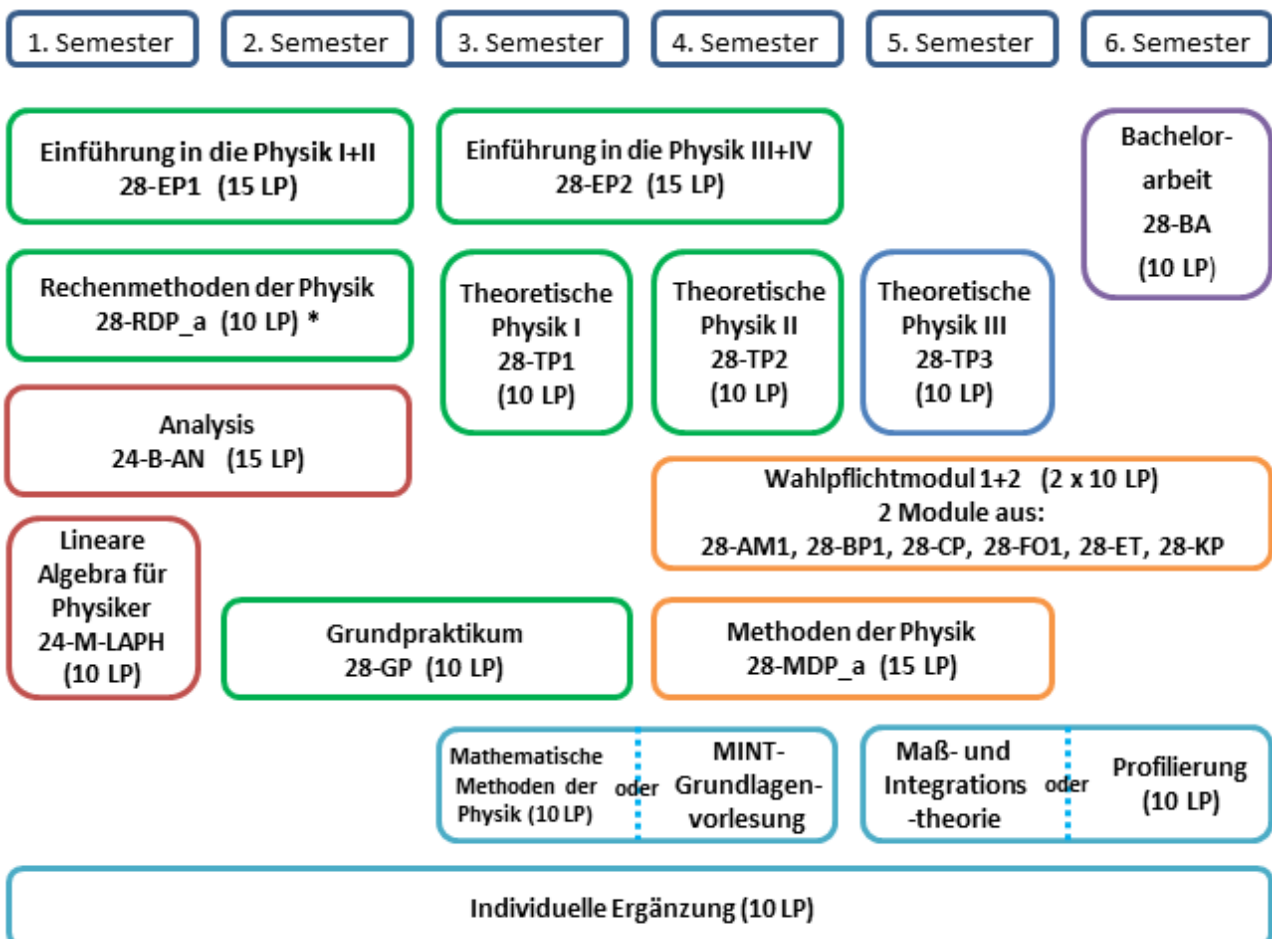 1. Semester
2. Semester
3. Semester
4. Semester
5. Semester
6. Semester
Einführung in die Physik I+II
28-EP1 (15 LP)
Einführung in die Physik III+IV
28-EP2 (15 LP)
Bachelor-
arbeit
28-BA
(10 LP)
Rechenmethoden der Physik
28-RDP_a (10 LP) *
Theoretische
Physik I
28-TP1
(10 LP)
Theoretische
Physik II
28-TP2
(10 LP)
Theoretische
Physik III
28-TP3
(10 LP)
Analysis
24-B-AN (15 LP)
Wahlpflichtmodul 1+2 (2 x 10 LP)
2 Module aus:
28-AM1, 28-BP1, 28-CP, 28-FO1, 28-ET, 28-KP
Lineare
Algebra für
Physiker
24-M-LAPH
(10 LP)
Grundpraktikum
28-GP (10 LP)
Methoden der Physik
28-MDP_a (15 LP)
Mathematische
Methoden der
Physik (10 LP)
oder
MINT-
Grundlagen-
vorlesung
Maß- und
Integrations
-theorie
oder
Profilierung
(10 LP)
Individuelle Ergänzung (10 LP)